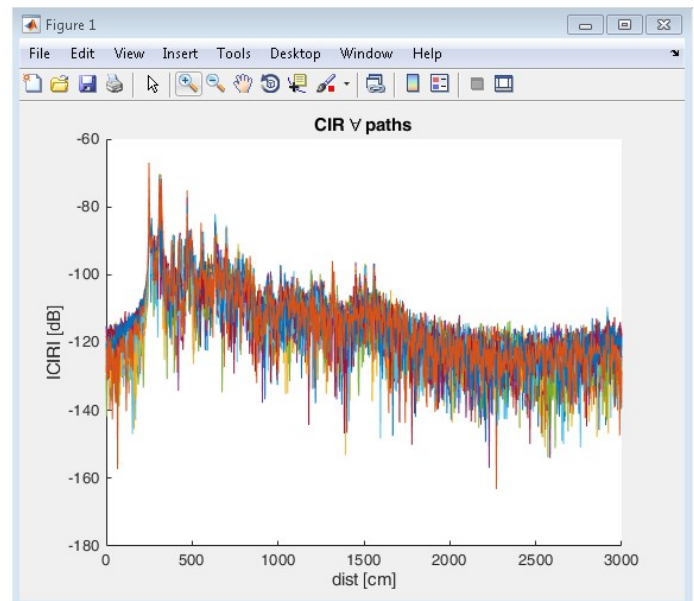 Figure 1
File Edit View Insert Tools Desktop Window Help
CIR ∀ paths
-60
-80
-100
-120
-140
-160
-180
|CIR| [dB]
0 500 1000 1500 2000 2500 3000
dist [cm]